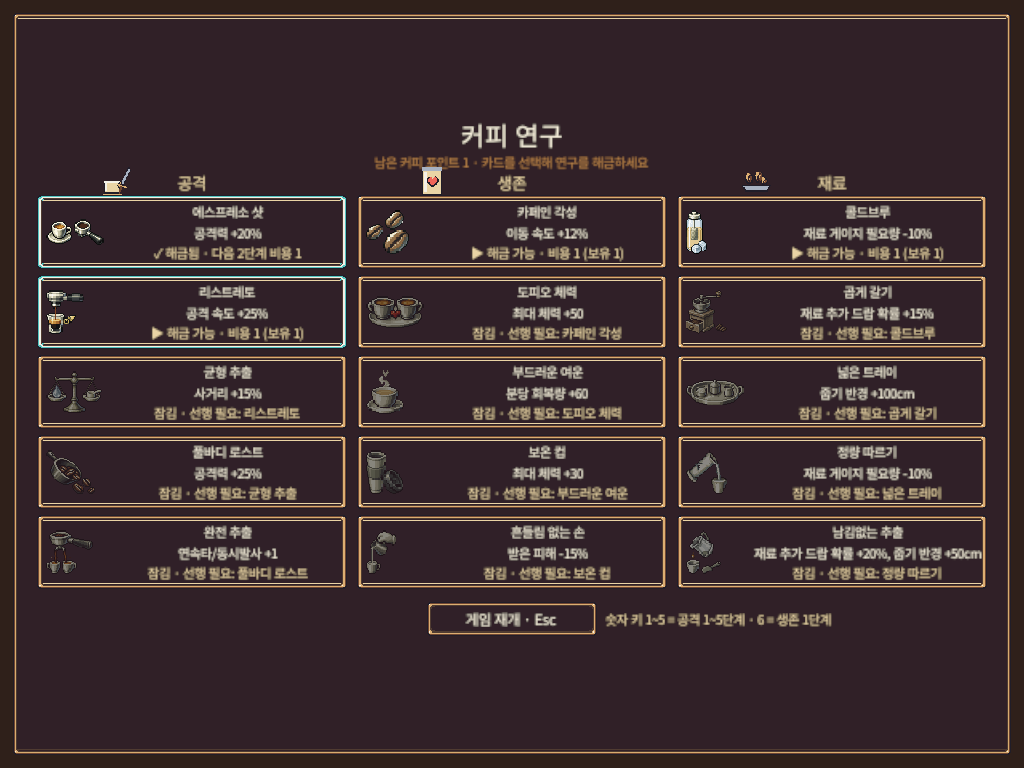 커피 연구
남은 커피 포인트 1 · 카드를 선택해 연구를 해금하세요
공격
생존
재료
에스프레소 샷
공격력 +20%
✓해금됨 · 다음 2단계 비용 1
카페인 각성
이동 속도 +12%
▶ 해금 가능 · 비용 1 (보유 1)
콜드브루
재료 게이지 필요량 -10%
▶ 해금 가능 · 비용 1 (보유 1)
리스트레토
공격 속도 +25%
▶ 해금 가능 · 비용 1 (보유 1)
도피오 체력
최대 체력 +50
잠김 · 선행 필요: 카페인 각성
곱게 갈기
재료 추가 드랍 확률 +15%
잠김 · 선행 필요: 콜드브루
균형 추출
사거리 +15%
잠김 · 선행 필요: 리스트레토
부드러운 여운
분당 회복량 +60
잠김 · 선행 필요: 도피오 체력
넓은 트레이
줍기 반경 +100cm
잠김 · 선행 필요: 곱게 갈기
풀바디 로스트
공격력 +25%
잠김 · 선행 필요: 균형 추출
보온 컵
최대 체력 +30
잠김 · 선행 필요: 부드러운 여운
정량 따르기
재료 게이지 필요량 -10%
잠김 · 선행 필요: 넓은 트레이
완전 추출
연속타/동시발사 +1
잠김 · 선행 필요: 풀바디 로스트
흔들림 없는 손
받은 피해 -15%
잠김 · 선행 필요: 보온 컵
남김없는 추출
재료 추가 드랍 확률 +20%, 줍기 반경 +50cm
잠김 · 선행 필요: 정량 따르기
게임 재개 · Esc
숫자 키 1~5 = 공격 1~5단계 · 6 = 생존 1단계